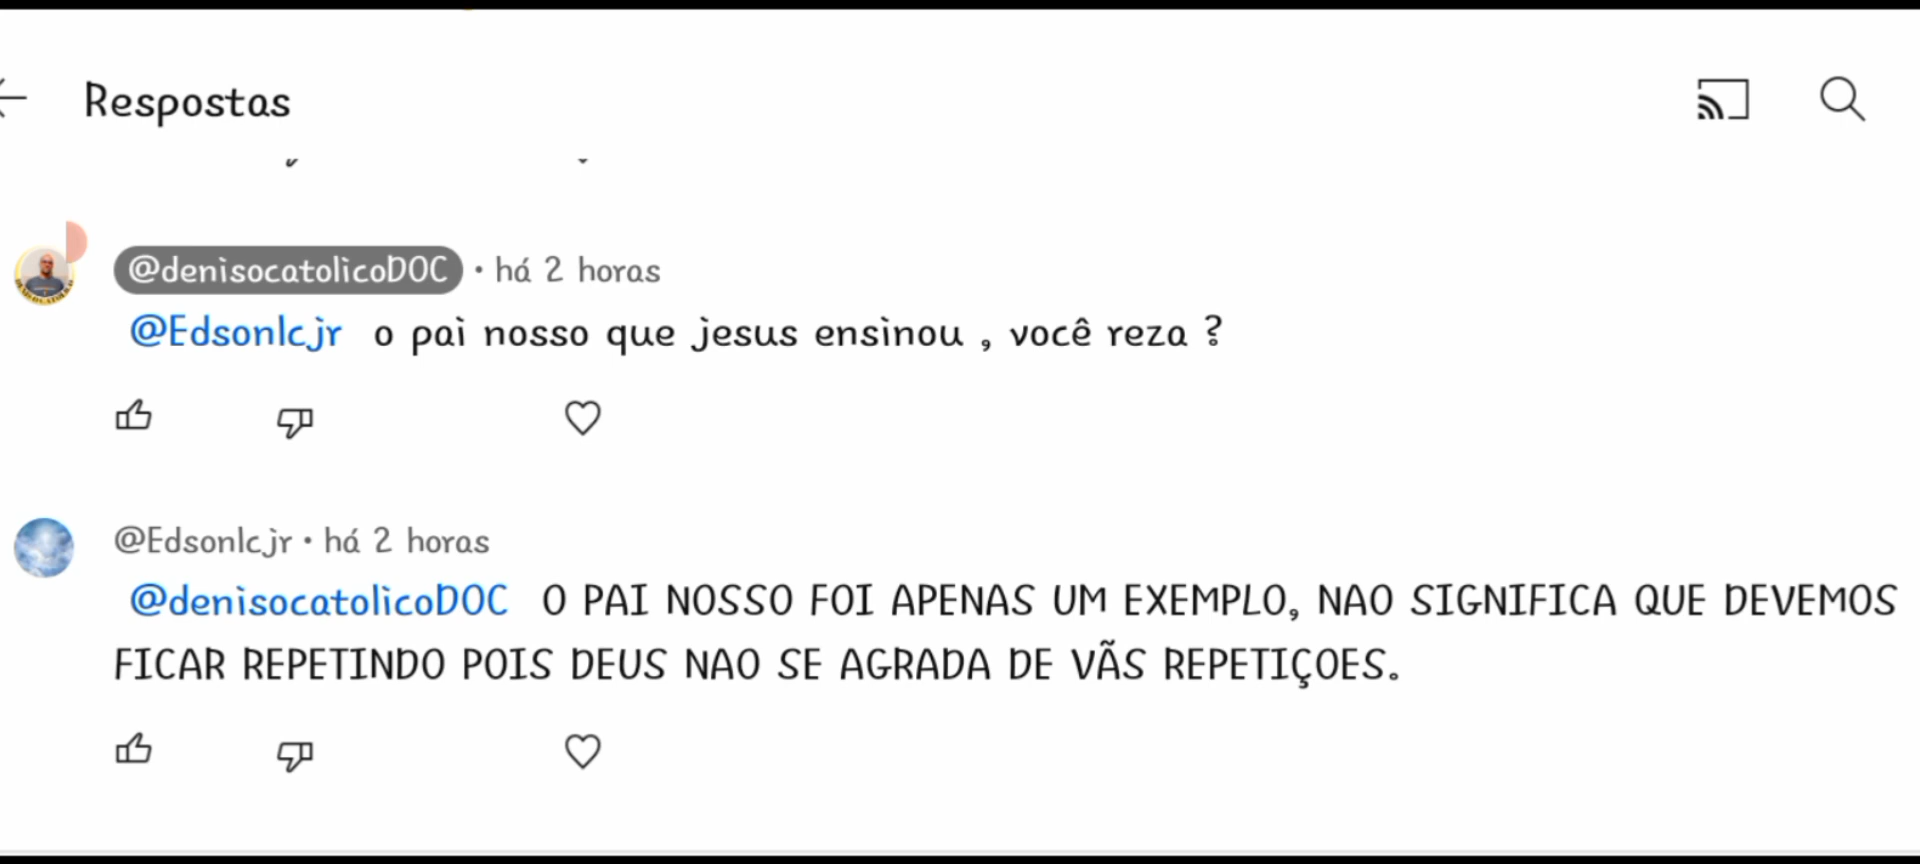 Respostas
@denisocatolicoDOC • há 2 horas
@Edsonlcjr o pai nosso que jesus ensinou , você reza ?
@Edsonlcjr • há 2 horas
@denisocatolicoDOC O PAI NOSSO FOI APENAS UM EXEMPLO, NAO SIGNIFICA QUE DEVEMOS
FICAR REPETINDO POIS DEUS NAO SE AGRADA DE VÃS REPETIÇOES.